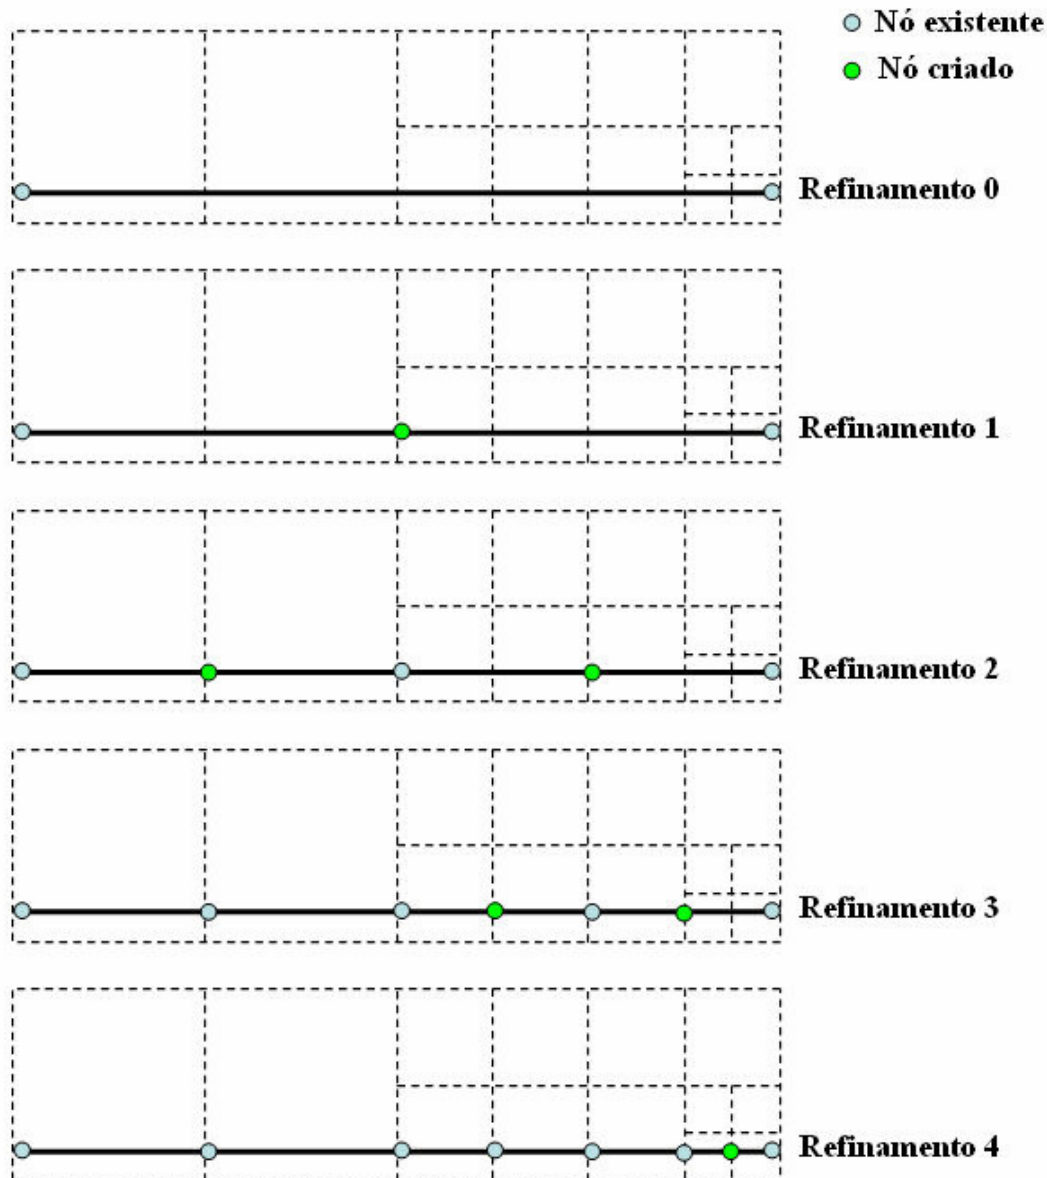 Nó existente
Nó criado
Refinamento 0
Refinamento 1
Refinamento 2
Refinamento 3
Refinamento 4